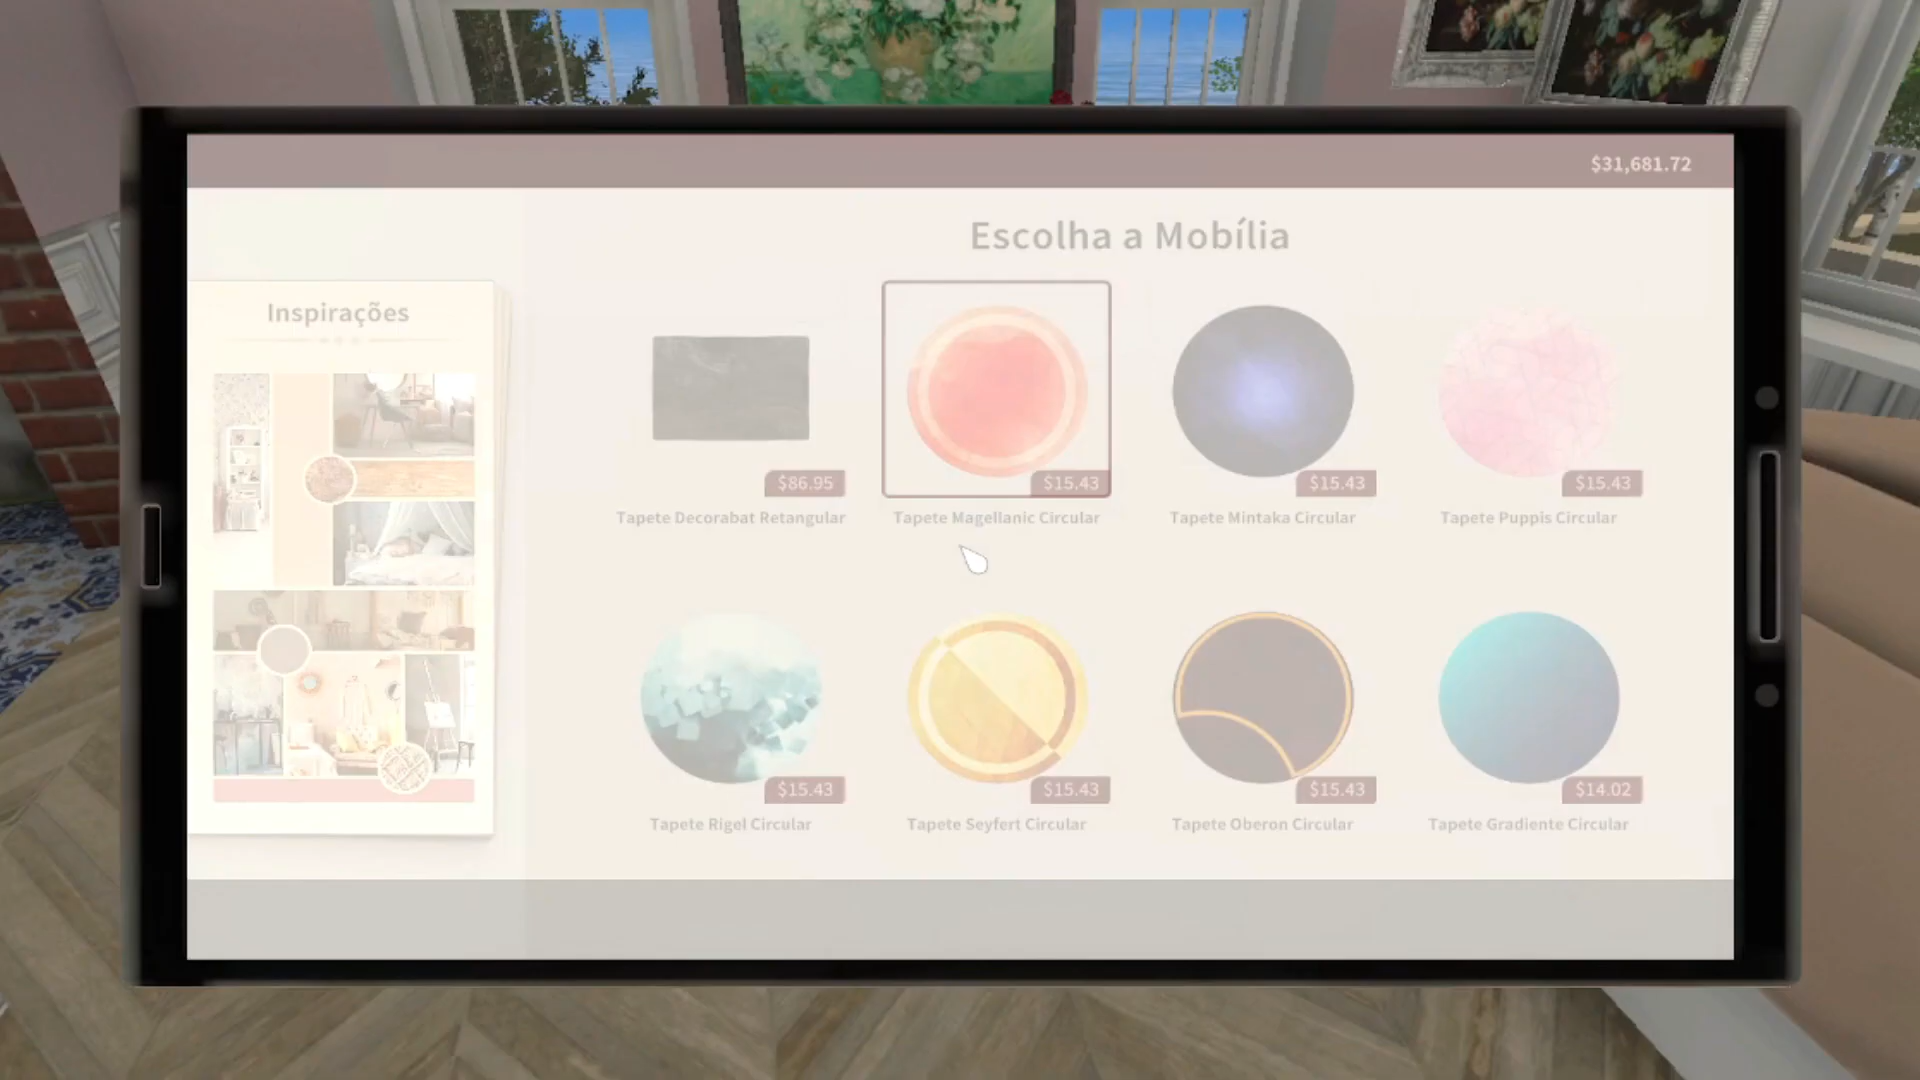 $31,681.72
Escolha a Mobília
Inspirações
$86.95
$15.43
$15.43
$15.43
Tapete Decorabat Retangular
Tapete Magellanic Circular
Tapete Mintaka Circular
Tapete Puppis Circular
$15.43
$15.43
$15.43
$14.02
Tapete Rigel Circular
Tapete Seyfert Circular
Tapete Oberon Circular
Tapete Gradiente Circular